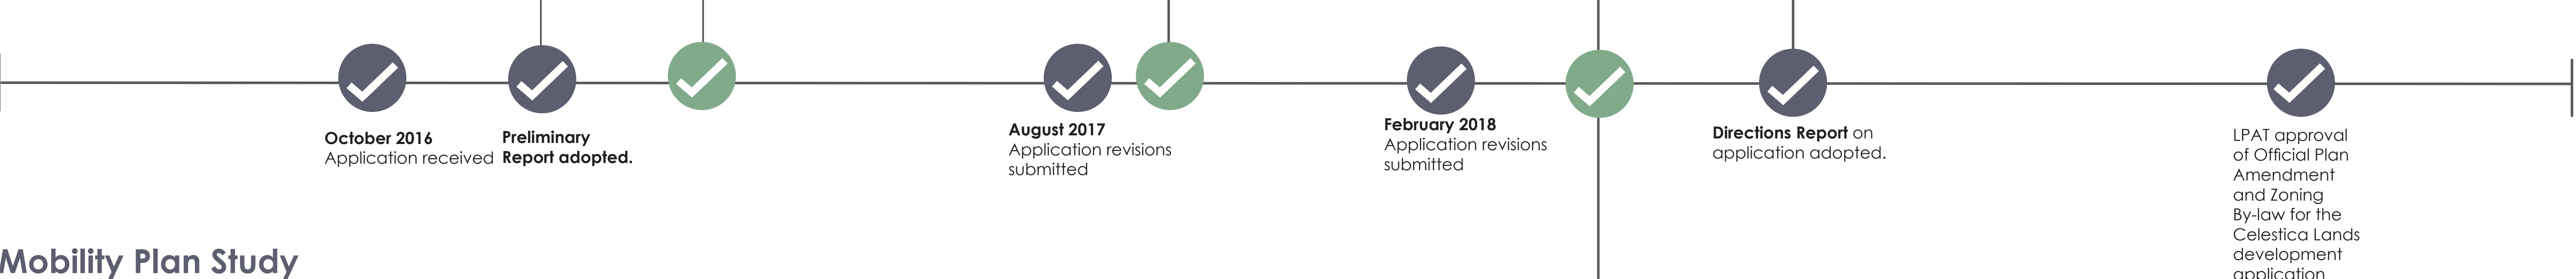 October 2016
Application received
Preliminary
Report adopted.
August 2017
Application revisions
submitted
February 2018
Application revisions
submitted
Directions Report on
application adopted.
LPAT approval
of Official Plan
Amendment
and Zoning
By-law for the
Celestica Lands
development
application
Mobility Plan Study